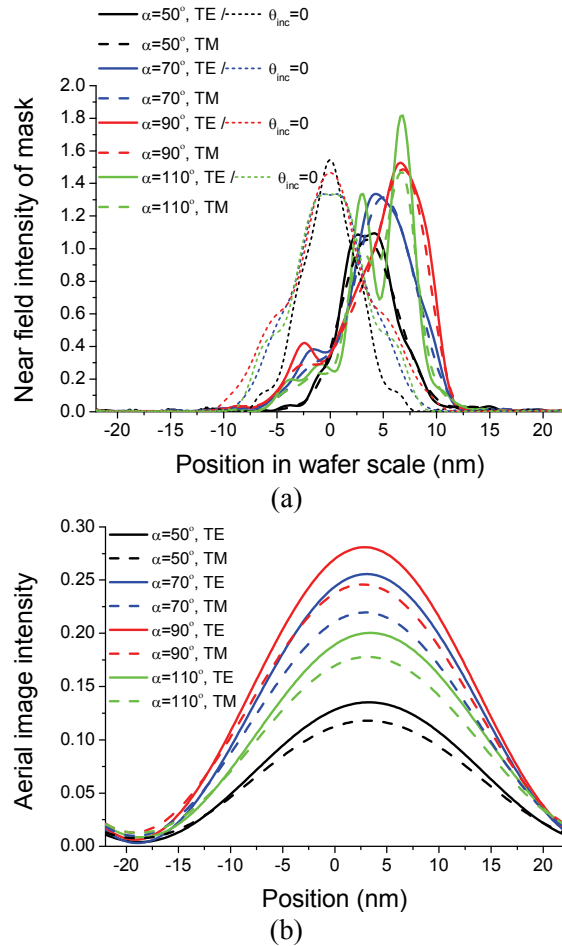 α=50°, TE / θinc=0
α=50°, TM
α=70°, TE / θinc=0
α=70°, TM
α=90°, TE / θinc=0
α=90°, TM
α=110°, TE / θinc=0
α=110°, TM
Near field intensity of mask
2.0
1.8
1.6
1.4
1.2
1.0
0.8
0.6
0.4
0.2
0.0
-20 -15 -10 -5 0 5 10 15 20
Position in wafer scale (nm)
(a)
α=50°, TE
α=50°, TM
α=70°, TE
α=70°, TM
α=90°, TE
α=90°, TM
α=110°, TE
α=110°, TM
Aerial image intensity
0.30
0.25
0.20
0.15
0.10
0.05
0.00
-20 -15 -10 -5 0 5 10 15 20
Position (nm)
(b)